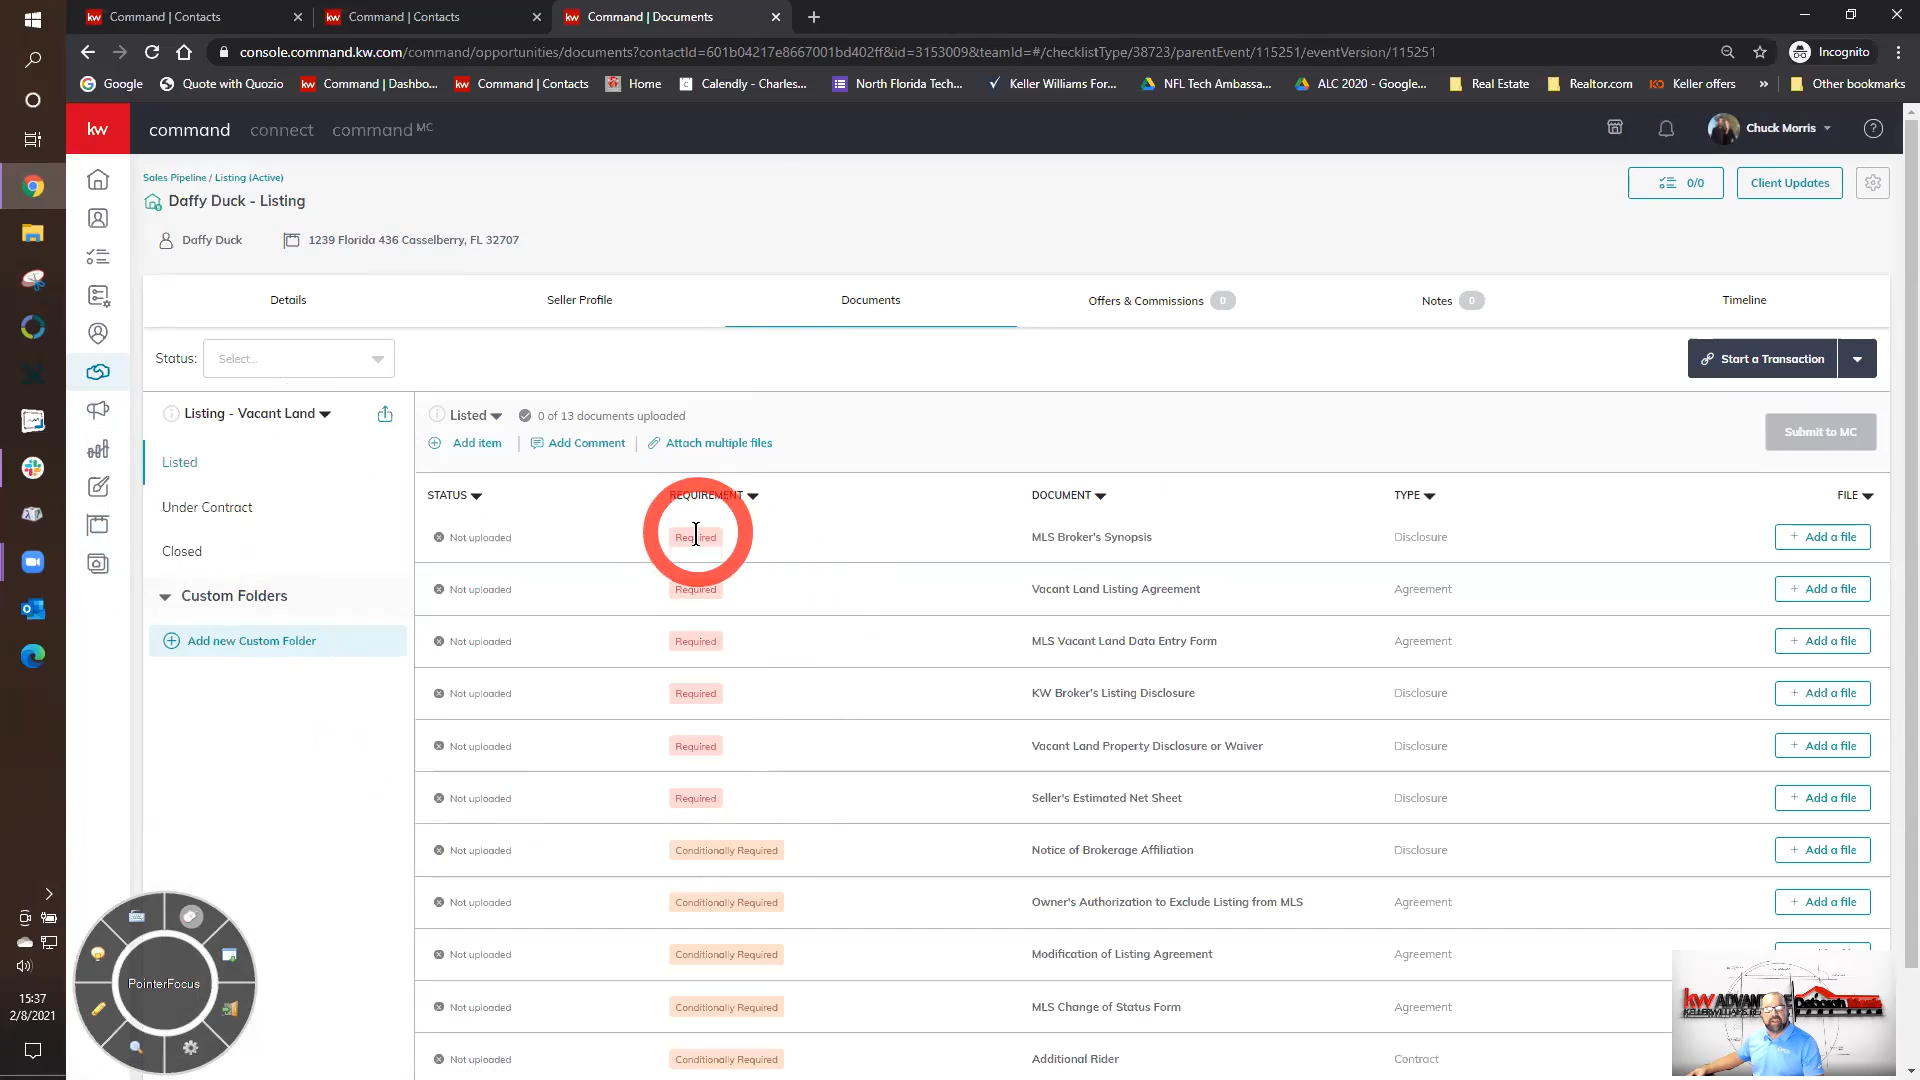 Command | Contacts
Command | Contacts
Command | Documents
console.command.kw.com/command/opportunities/documents?contactId=601b04217e8667001bd402ff&id=3153009&teamId=#/checklistType/38723/parentEvent/115251/eventVersion/115251
Incognito
Google
Quote with Quozio
Command | Dashbo...
Command | Contacts
Home
Calendly - Charles...
North Florida Tech...
Keller Williams For...
NFL Tech Ambassa...
ALC 2020 - Google...
Real Estate
Realtor.com
Keller offers
»
Other bookmarks
kw
command
connect
command MC
Chuck Morris
Sales Pipeline / Listing (Active)
0/0
Client Updates
Daffy Duck - Listing
Daffy Duck
1239 Florida 436 Casselberry, FL 32707
Details
Seller Profile
Documents
Offers & Commissions 0
Notes 0
Timeline
Status:
Select...
Start a Transaction
Listing - Vacant Land
Listed
Under Contract
Closed
Custom Folders
Add new Custom Folder
Listed
0 of 13 documents uploaded
Add item
Add Comment
Attach multiple files
Submit to MC
STATUS REQUIREMENT DOCUMENT TYPE FILE
Not uploaded Required MLS Broker's Synopsis Disclosure + Add a file
Not uploaded Required Vacant Land Listing Agreement Agreement + Add a file
Not uploaded Required MLS Vacant Land Data Entry Form Agreement + Add a file
Not uploaded Required KW Broker's Listing Disclosure Disclosure + Add a file
Not uploaded Required Vacant Land Property Disclosure or Waiver Disclosure + Add a file
Not uploaded Required Seller's Estimated Net Sheet Disclosure + Add a file
Not uploaded Conditionally Required Notice of Brokerage Affiliation Disclosure + Add a file
Not uploaded Conditionally Required Owner's Authorization to Exclude Listing from MLS Agreement + Add a file
Not uploaded Conditionally Required Modification of Listing Agreement Agreement
Not uploaded Conditionally Required MLS Change of Status Form Agreement
Not uploaded Conditionally Required Additional Rider Contract
PointerFocus
15:37
2/8/2021
kw